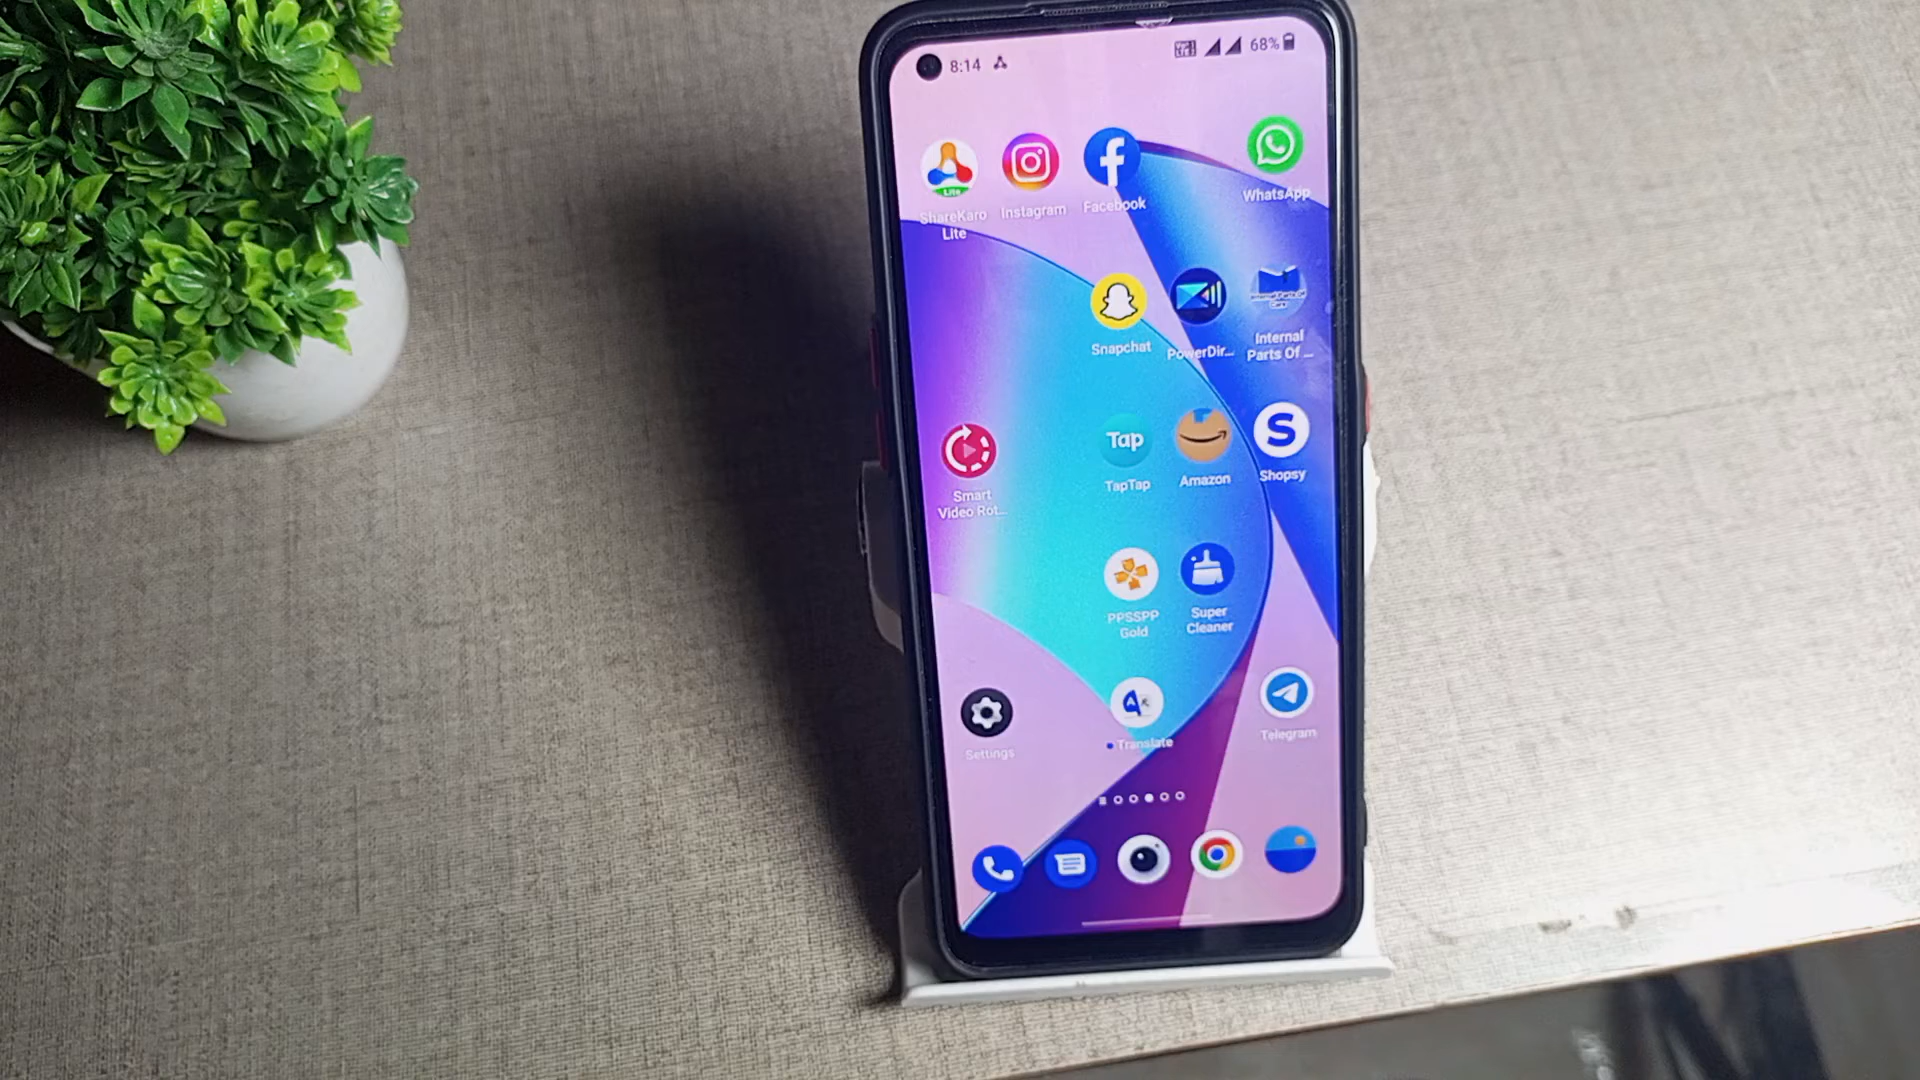 8:14
68%
Lite
ShareKaro
Lite
Instagram
Facebook
WhatsApp
Snapchat
PowerDir...
Internal
Parts Of ...
Smart
Video Rot...
Tap
TapTap
Amazon
S
Shopsy
PPSSPP
Gold
Super
Cleaner
Settings
Translate
Telegram